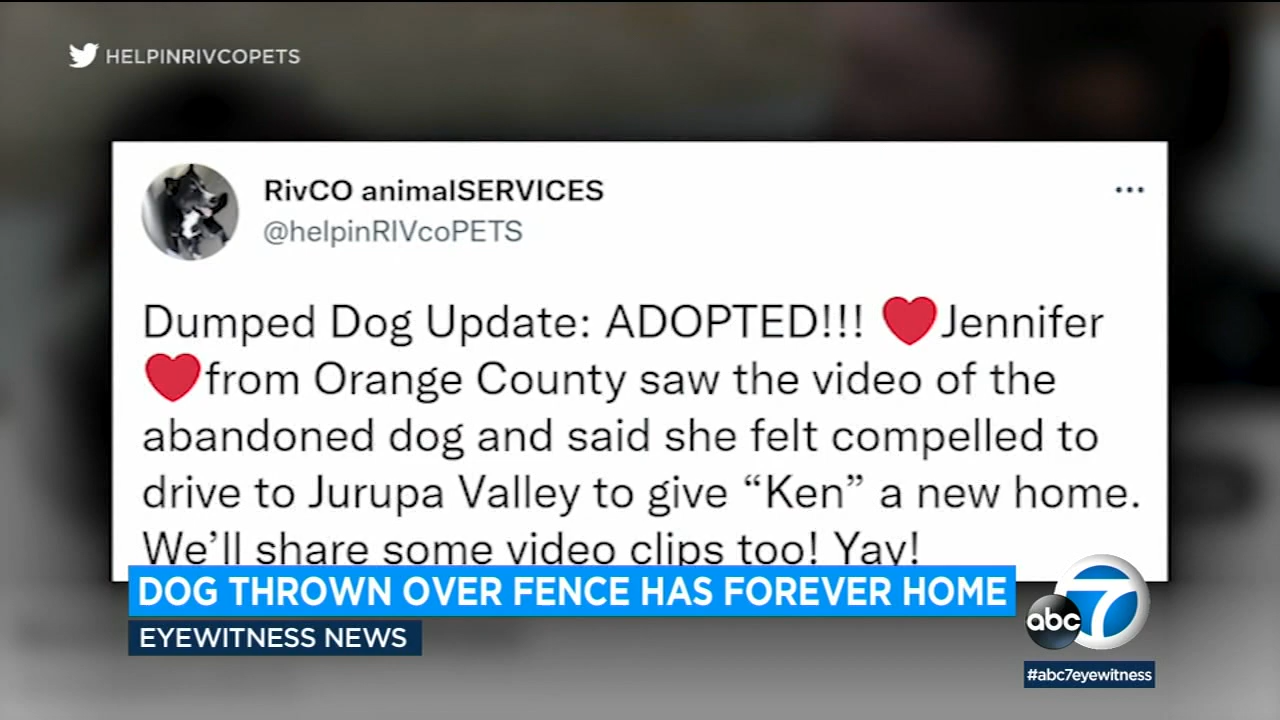 HELPINRIVCOPETS
RivCO animalSERVICES
@helpinRIVcoPETS
Dumped Dog Update: ADOPTED!!! ❤Jennifer
❤from Orange County saw the video of the
abandoned dog and said she felt compelled to
drive to Jurupa Valley to give “Ken” a new home.
We’ll share some video clips too! Yay!
DOG THROWN OVER FENCE HAS FOREVER HOME
EYEWITNESS NEWS
abc 7
#abc7eyewitness